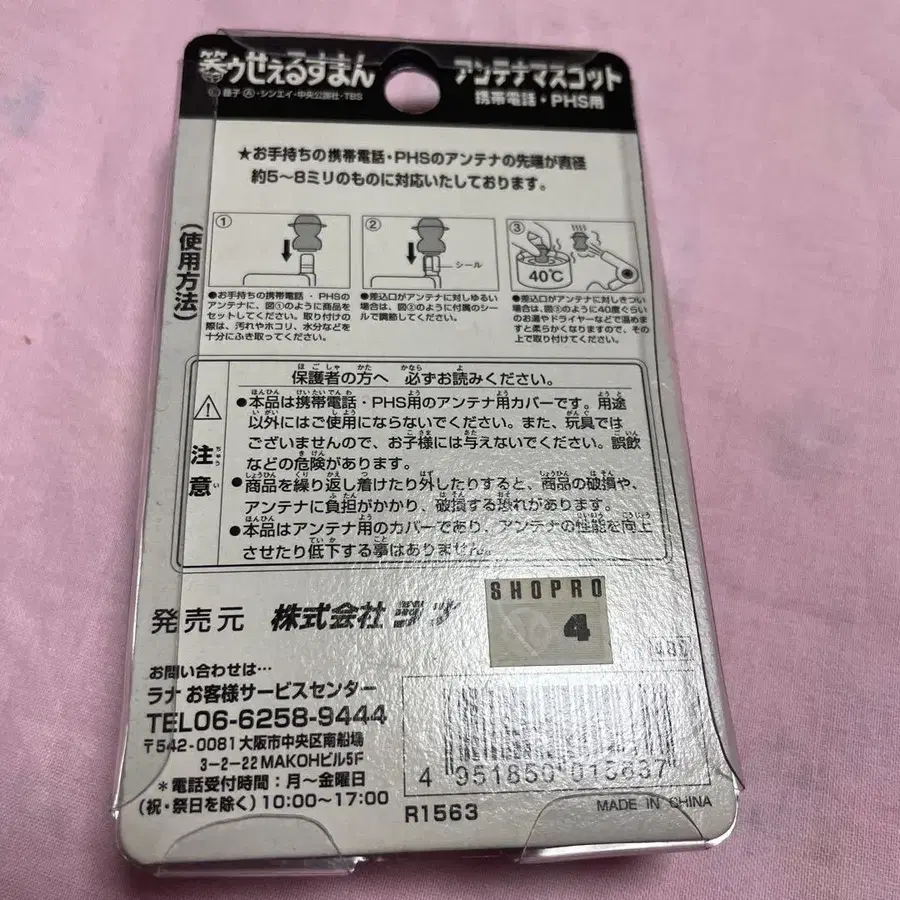 笑ゥせぇるすまん
アンテナマスコット
携帯電話・PHS用
・シンエイ・中央公論社・TBS
★お手持ちの携帯電話・PHSのアンテナの先端が直径
約5〜8ミリのものに対応いたしております。
(使用方法)
①
②
シール
③
40℃
●お手持ちの携帯電話・PHSの
アンテナに、図①のように商品を
セットしてください。取り付けの
際は、汚れやホコリ、水分などを
十分にふき取ってください。
●差込口がアンテナに対しゆるい
場合は、図②のように付属のシー
ルで調節してください。
●差込口がアンテナに対しきつい
場合は、図③のように40度ぐらい
のお湯やドライヤーなどで温めま
すと柔らかくなりますので、その
上で取り付けてください。
注意
保護者の方へ 必ずお読みください。
●本品は携帯電話・PHS用のアンテナ用カバーです。用途
以外にはご使用にならないでください。また、玩具では
ございませんので、お子様には与えないでください。誤飲
などの危険があります。
●商品を繰り返し着けたり外したりすると、商品の破損や、
アンテナに負担がかかり、破損する恐れがあります。
●本品はアンテナ用のカバーであり、アンテナの性能を向上
させたり低下する事はありません。
発売元 株式会社
SHOPRO
4
お問い合わせは…
ラナ お客様サービスセンター
TEL06-6258-9444
〒542-0081大阪市中央区南船場
3-2-22 MAKOHビル5F
*電話受付時間:月〜金曜日
(祝・祭日を除く)10:00〜17:00
4 951850 015637
R1563
MADE IN CHINA